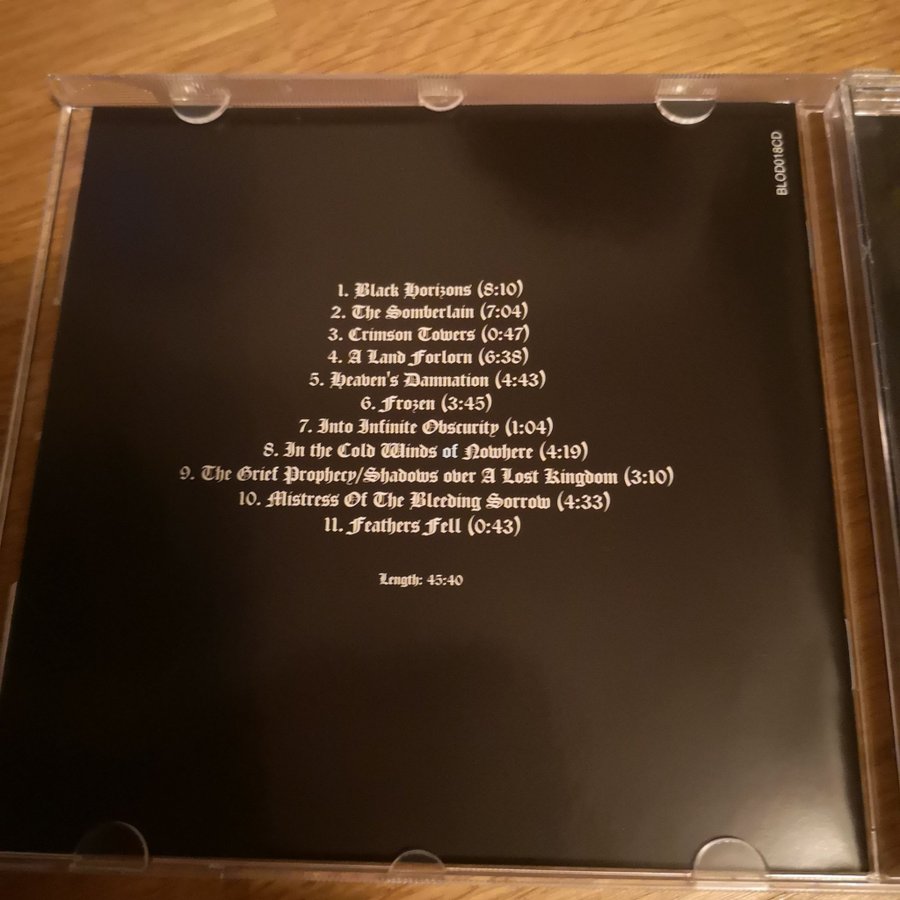 BLOD018CD
1. Black Horizons (8:10)
2. The Somberlain (7:04)
3. Crimson Towers (0:47)
4. A Land Forlorn (6:38)
5. Heaven's Damnation (4:43)
6. Frozen (3:45)
7. Into Infinite Obscurity (1:04)
8. In the Cold Winds of Nowhere (4:19)
9. The Grief Prophecy/Shadows over A Lost Kingdom (3:10)
10. Mistress Of The Bleeding Sorrow (4:33)
11. Feathers Fell (0:43)
Length: 45:40